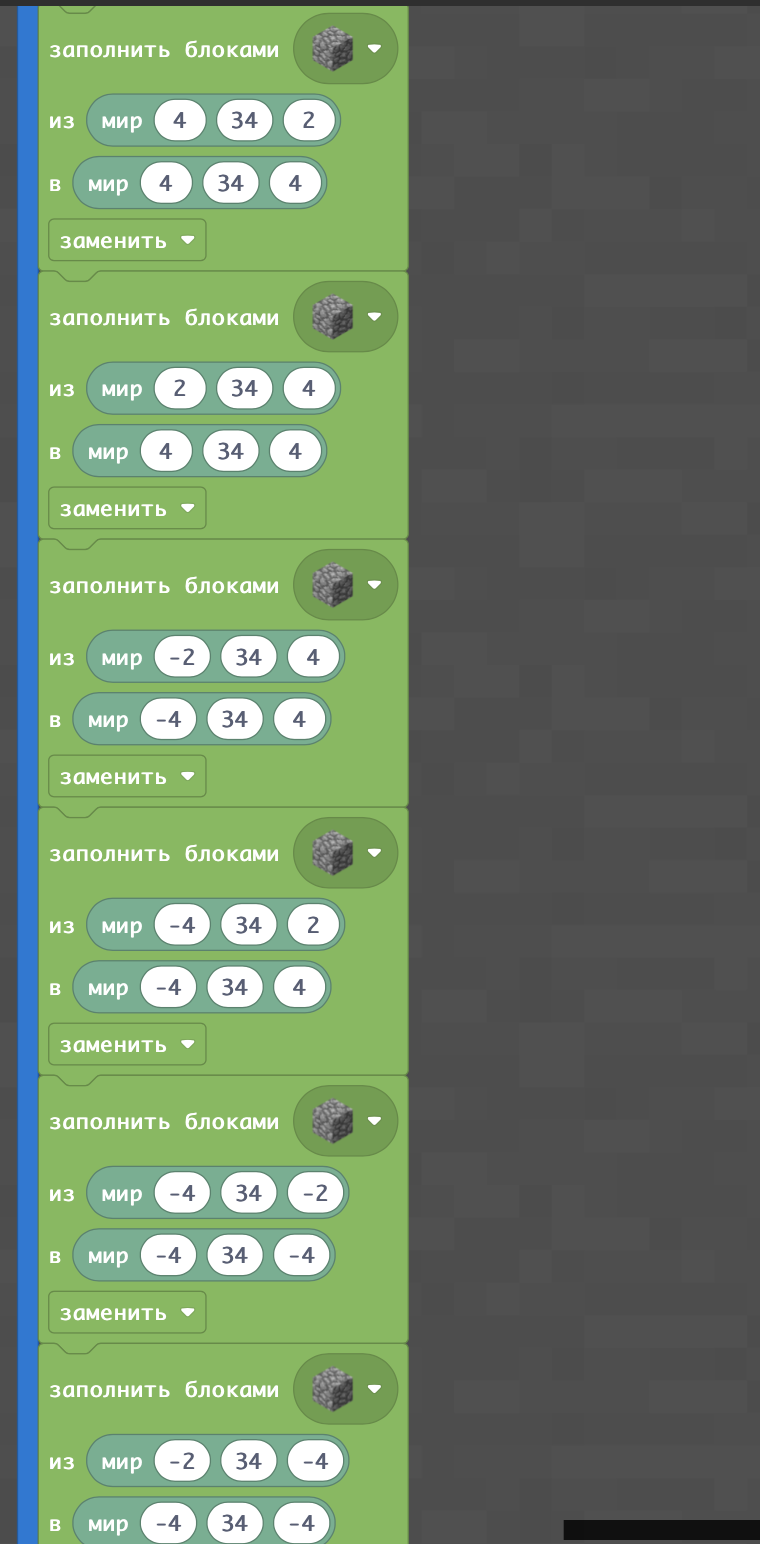 заполнить блоками
из мир 4 34 2
в мир 4 34 4
заменить
заполнить блоками
из мир 2 34 4
в мир 4 34 4
заменить
заполнить блоками
из мир -2 34 4
в мир -4 34 4
заменить
заполнить блоками
из мир -4 34 2
в мир -4 34 4
заменить
заполнить блоками
из мир -4 34 -2
в мир -4 34 -4
заменить
заполнить блоками
из мир -2 34 -4
в мир -4 34 -4